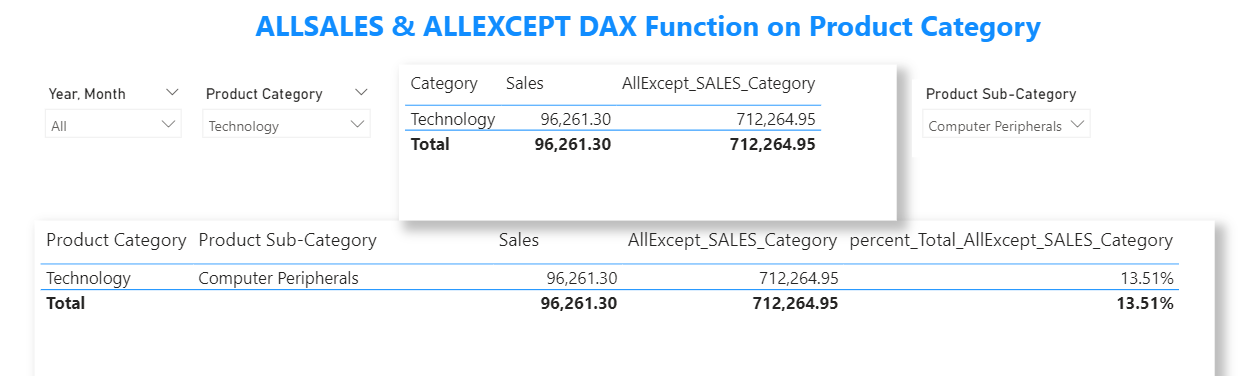 ALLSALES & ALLEXCEPT DAX Function on Product Category
Year, Month
All
Product Category
Technology
Category Sales AllExcept_SALES_Category
Technology 96,261.30 712,264.95
Total 96,261.30 712,264.95
Product Sub-Category
Computer Peripherals
Product Category Product Sub-Category Sales AllExcept_SALES_Category percent_Total_AllExcept_SALES_Category
Technology Computer Peripherals 96,261.30 712,264.95 13.51%
Total 96,261.30 712,264.95 13.51%